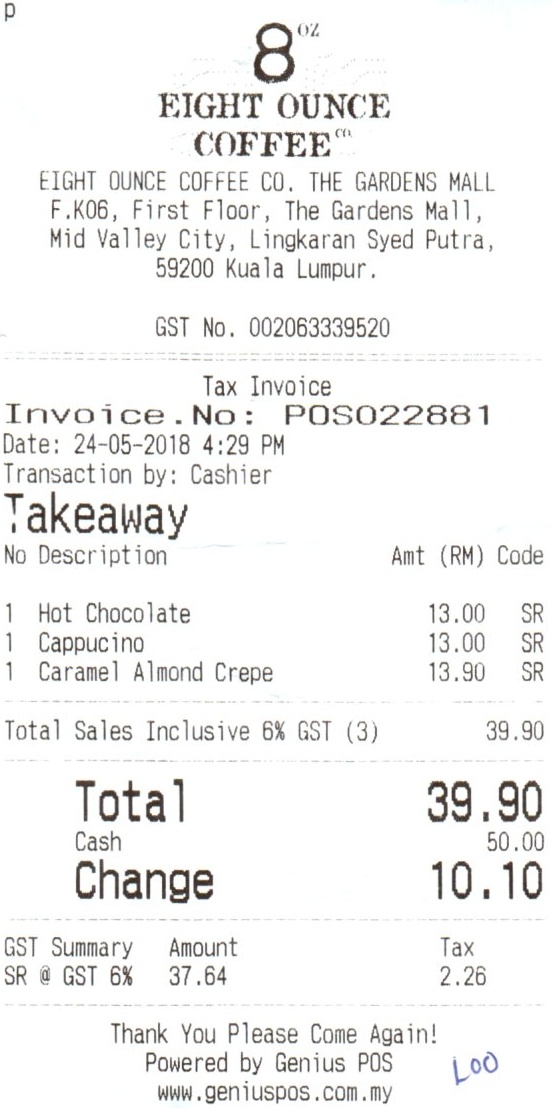 p
8 OZ
EIGHT OUNCE
COFFEE CO.
EIGHT OUNCE COFFEE CO. THE GARDENS MALL
F.K06, First Floor, The Gardens Mall,
Mid Valley City, Lingkaran Syed Putra,
59200 Kuala Lumpur.
GST No. 002063339520
Tax Invoice
Invoice.No: POS022881
Date: 24-05-2018 4:29 PM
Transaction by: Cashier
Takeaway
No Description Amt (RM) Code
1 Hot Chocolate 13.00 SR
1 Cappucino 13.00 SR
1 Caramel Almond Crepe 13.90 SR
Total Sales Inclusive 6% GST (3) 39.90
Total 39.90
Cash 50.00
Change 10.10
GST Summary Amount Tax
SR @ GST 6% 37.64 2.26
Thank You Please Come Again!
Powered by Genius POS
LOO
www.geniuspos.com.my